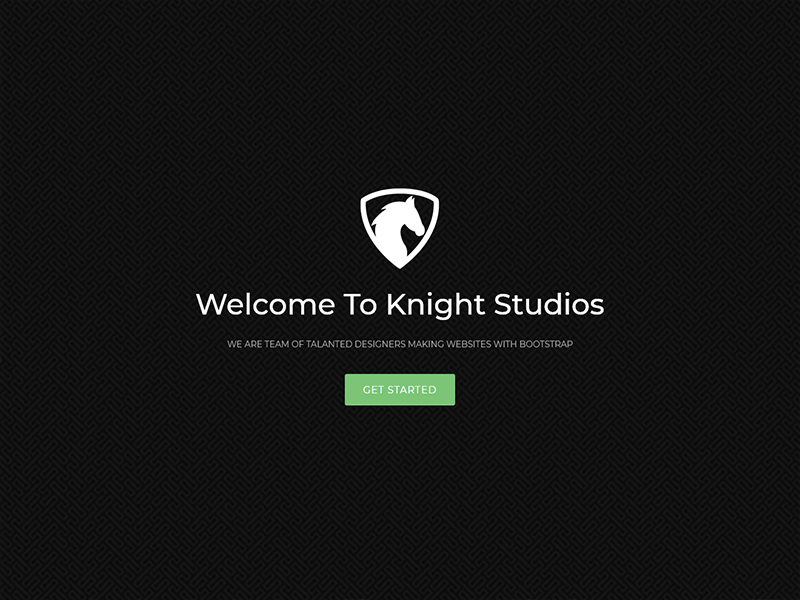 Welcome To Knight Studios
WE ARE TEAM OF TALANTED DESIGNERS MAKING WEBSITES WITH BOOTSTRAP
GET STARTED